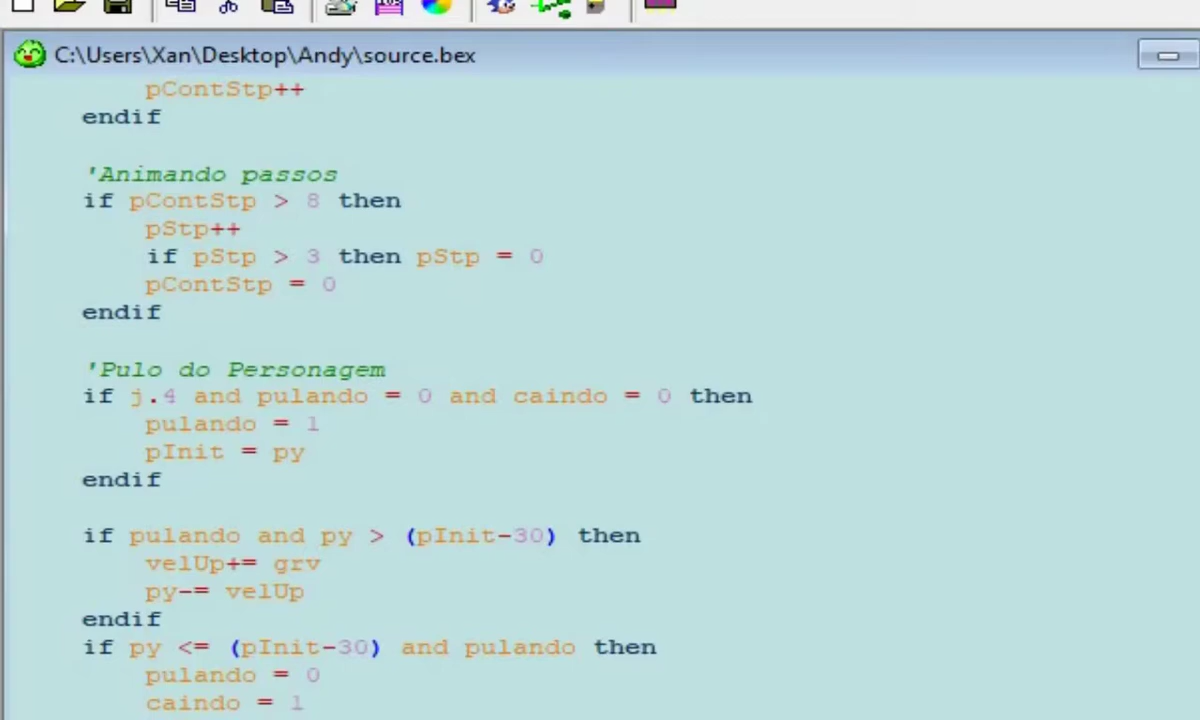 C:\Users\Xan\Desktop\Andy\source.bex
pContStp++
endif
'Animando passos
if pContStp > 8 then
pStp++
if pStp > 3 then pStp = 0
pContStp = 0
endif
'Pulo do Personagem
if j.4 and pulando = 0 and caindo = 0 then
pulando = 1
pInit = py
endif
if pulando and py > (pInit-30) then
velUp+= grv
py-= velUp
endif
if py <= (pInit-30) and pulando then
pulando = 0
caindo = 1